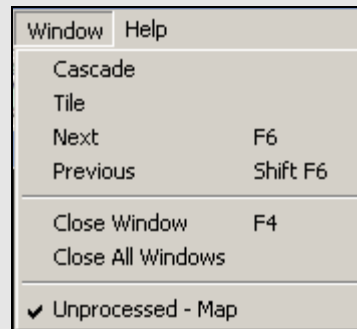 Window Help
Cascade
Tile
Next F6
Previous Shift F6
Close Window F4
Close All Windows
✔ Unprocessed - Map